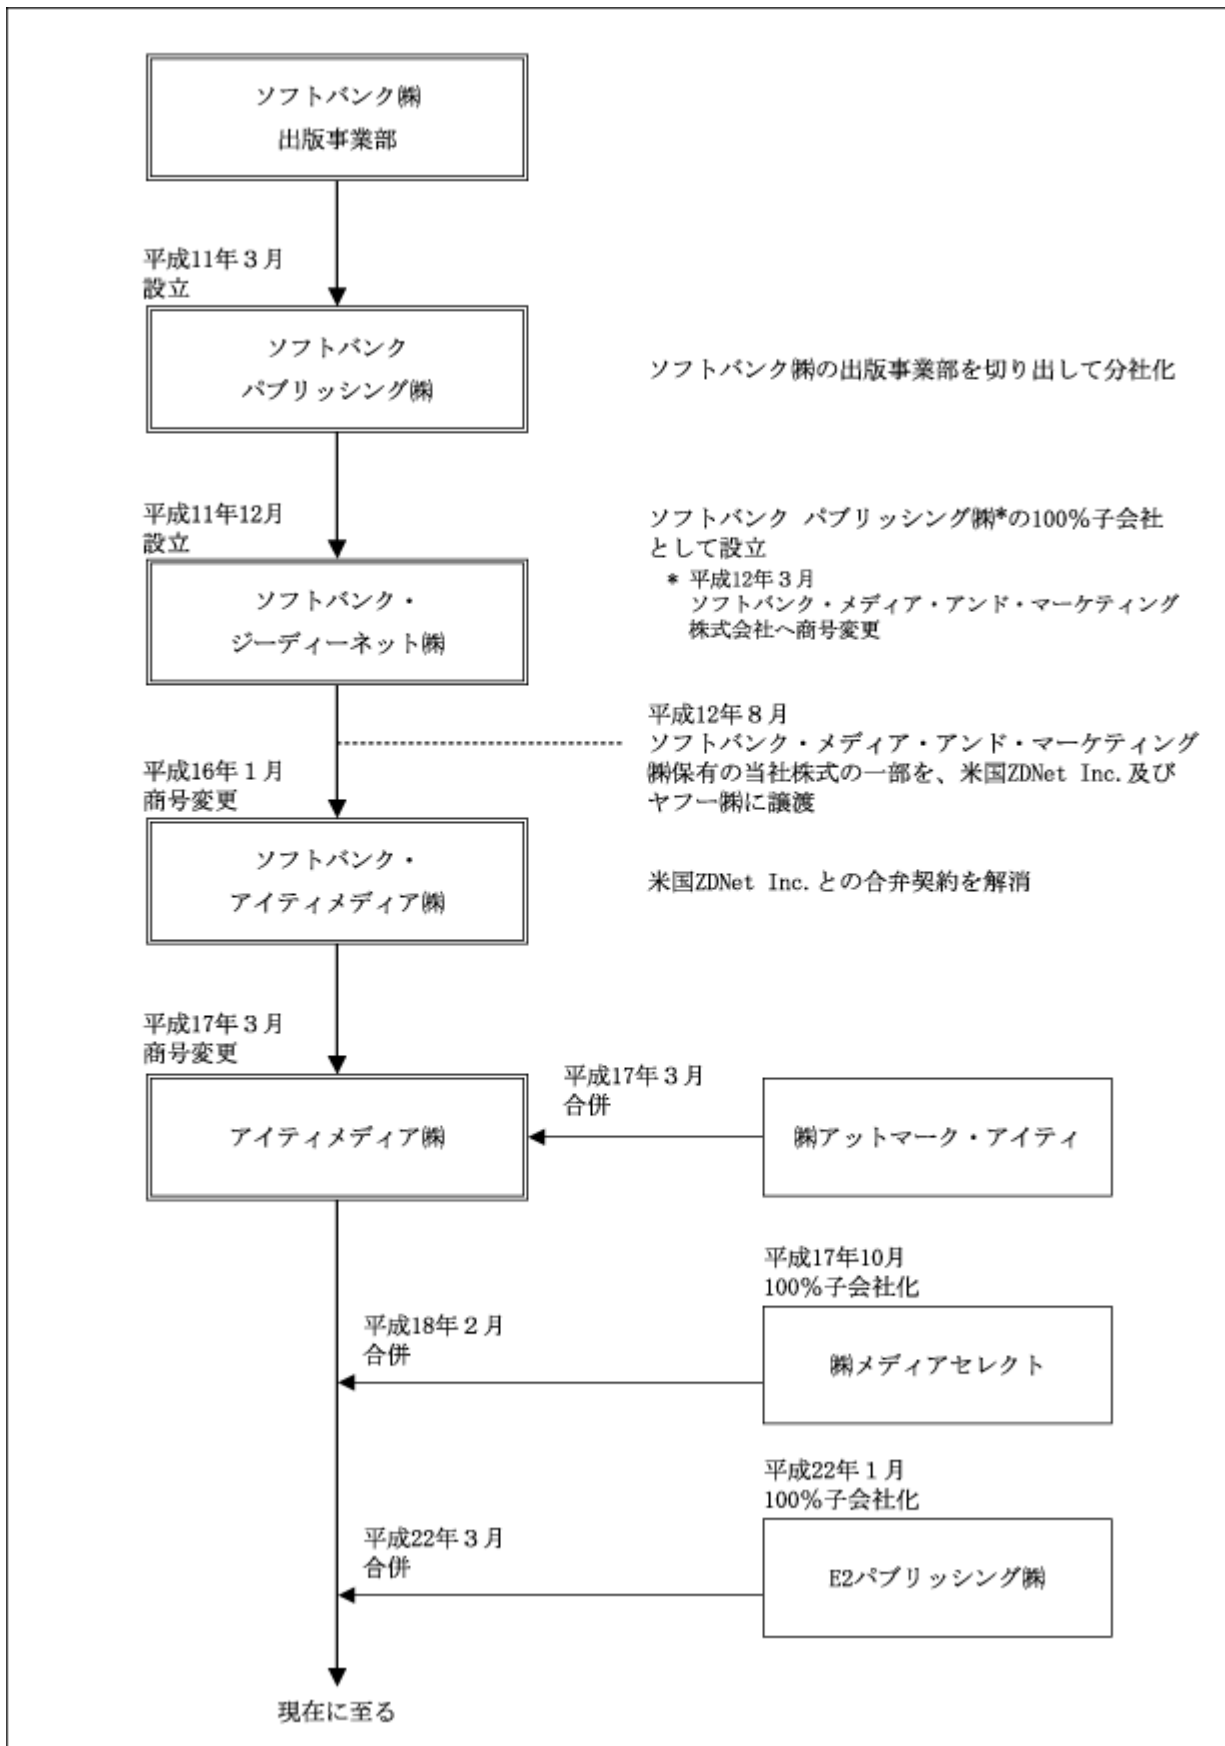 ソフトバンク㈱
出版事業部
平成11年３月
設立
ソフトバンク
パブリッシング㈱
ソフトバンク㈱の出版事業部を切り出して分社化
平成11年12月
設立
ソフトバンク パブリッシング㈱*の100％子会社
として設立
* 平成12年３月
ソフトバンク・メディア・アンド・マーケティング
株式会社へ商号変更
ソフトバンク・
ジーディーネット㈱
平成12年８月
ソフトバンク・メディア・アンド・マーケティング
㈱保有の当社株式の一部を、米国ZDNet Inc.及び
ヤフー㈱に譲渡
平成16年１月
商号変更
ソフトバンク・
アイティメディア㈱
米国ZDNet Inc.との合弁契約を解消
平成17年３月
商号変更
平成17年３月
合併
アイティメディア㈱
㈱アットマーク・アイティ
平成17年10月
100％子会社化
平成18年２月
合併
㈱メディアセレクト
平成22年１月
100％子会社化
平成22年３月
合併
E2パブリッシング㈱
現在に至る